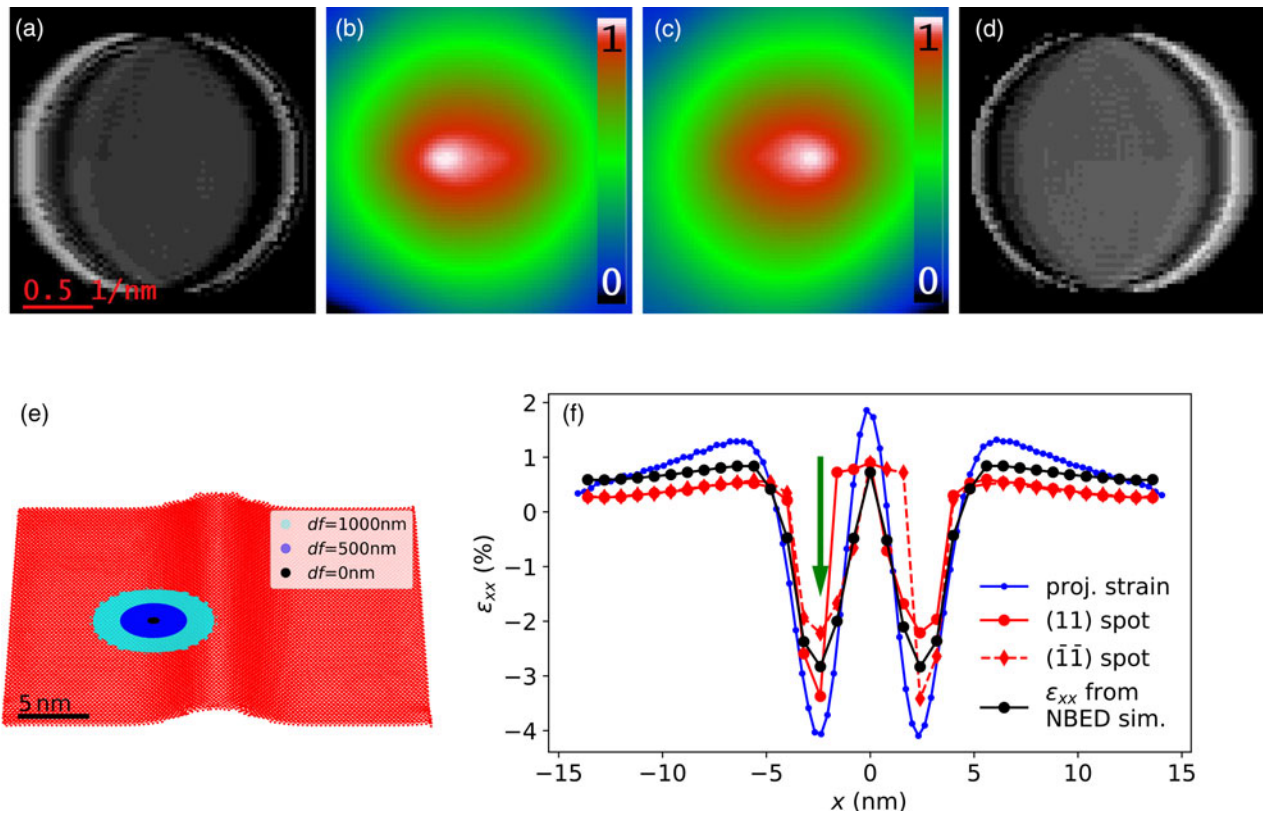 (a)
0.5 1/nm
(b)
1
0
(c)
1
0
(d)
(e)
df=1000nm
df=500nm
df=0nm
5 nm
(f)
2
1
0
−1
−2
−3
−4
εxx (%)
−15
−10
−5
0
5
10
15
x (nm)
proj. strain
(11) spot
(1̄1̄) spot
εxx from
NBED sim.